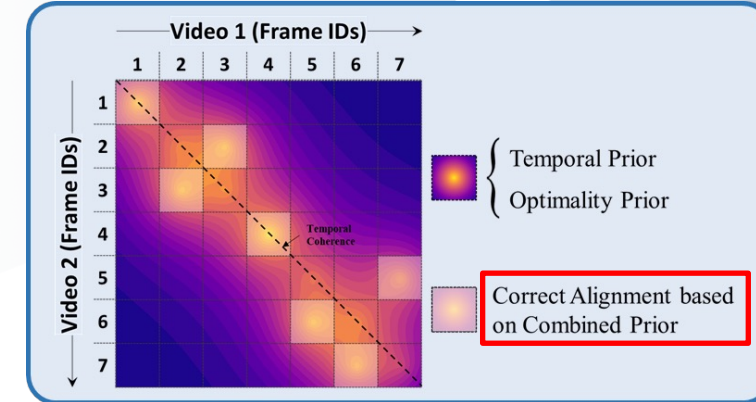 Video 1 (Frame IDs)
1 2 3 4 5 6 7
Video 2 (Frame IDs)
1
2
3
4
5
6
7
Temporal
Coherence
Temporal Prior
Optimality Prior
Correct Alignment based
on Combined Prior